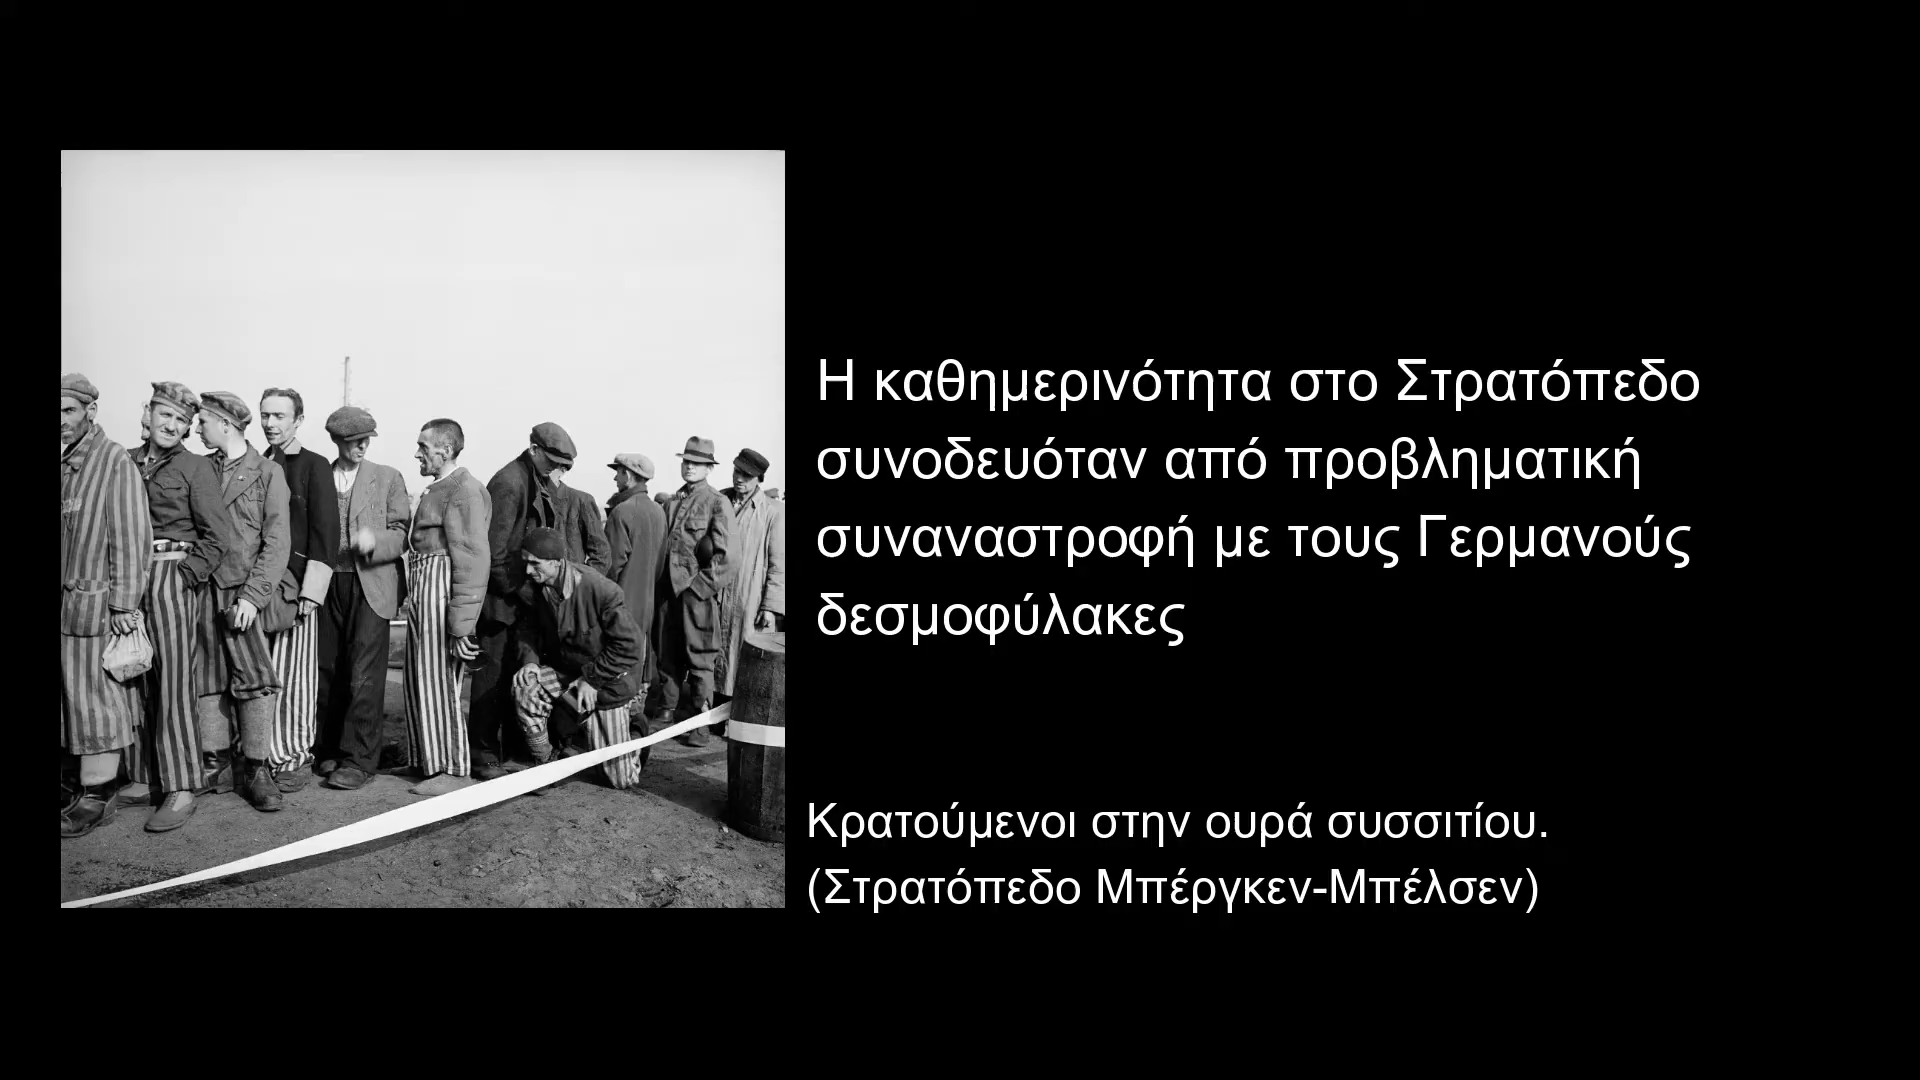 Η καθημερινότητα στο Στρατόπεδο
συνοδευόταν από προβληματική
συναναστροφή με τους Γερμανούς
δεσμοφύλακες
Κρατούμενοι στην ουρά συσσιτίου.
(Στρατόπεδο Μπέργκεν-Μπέλσεν)